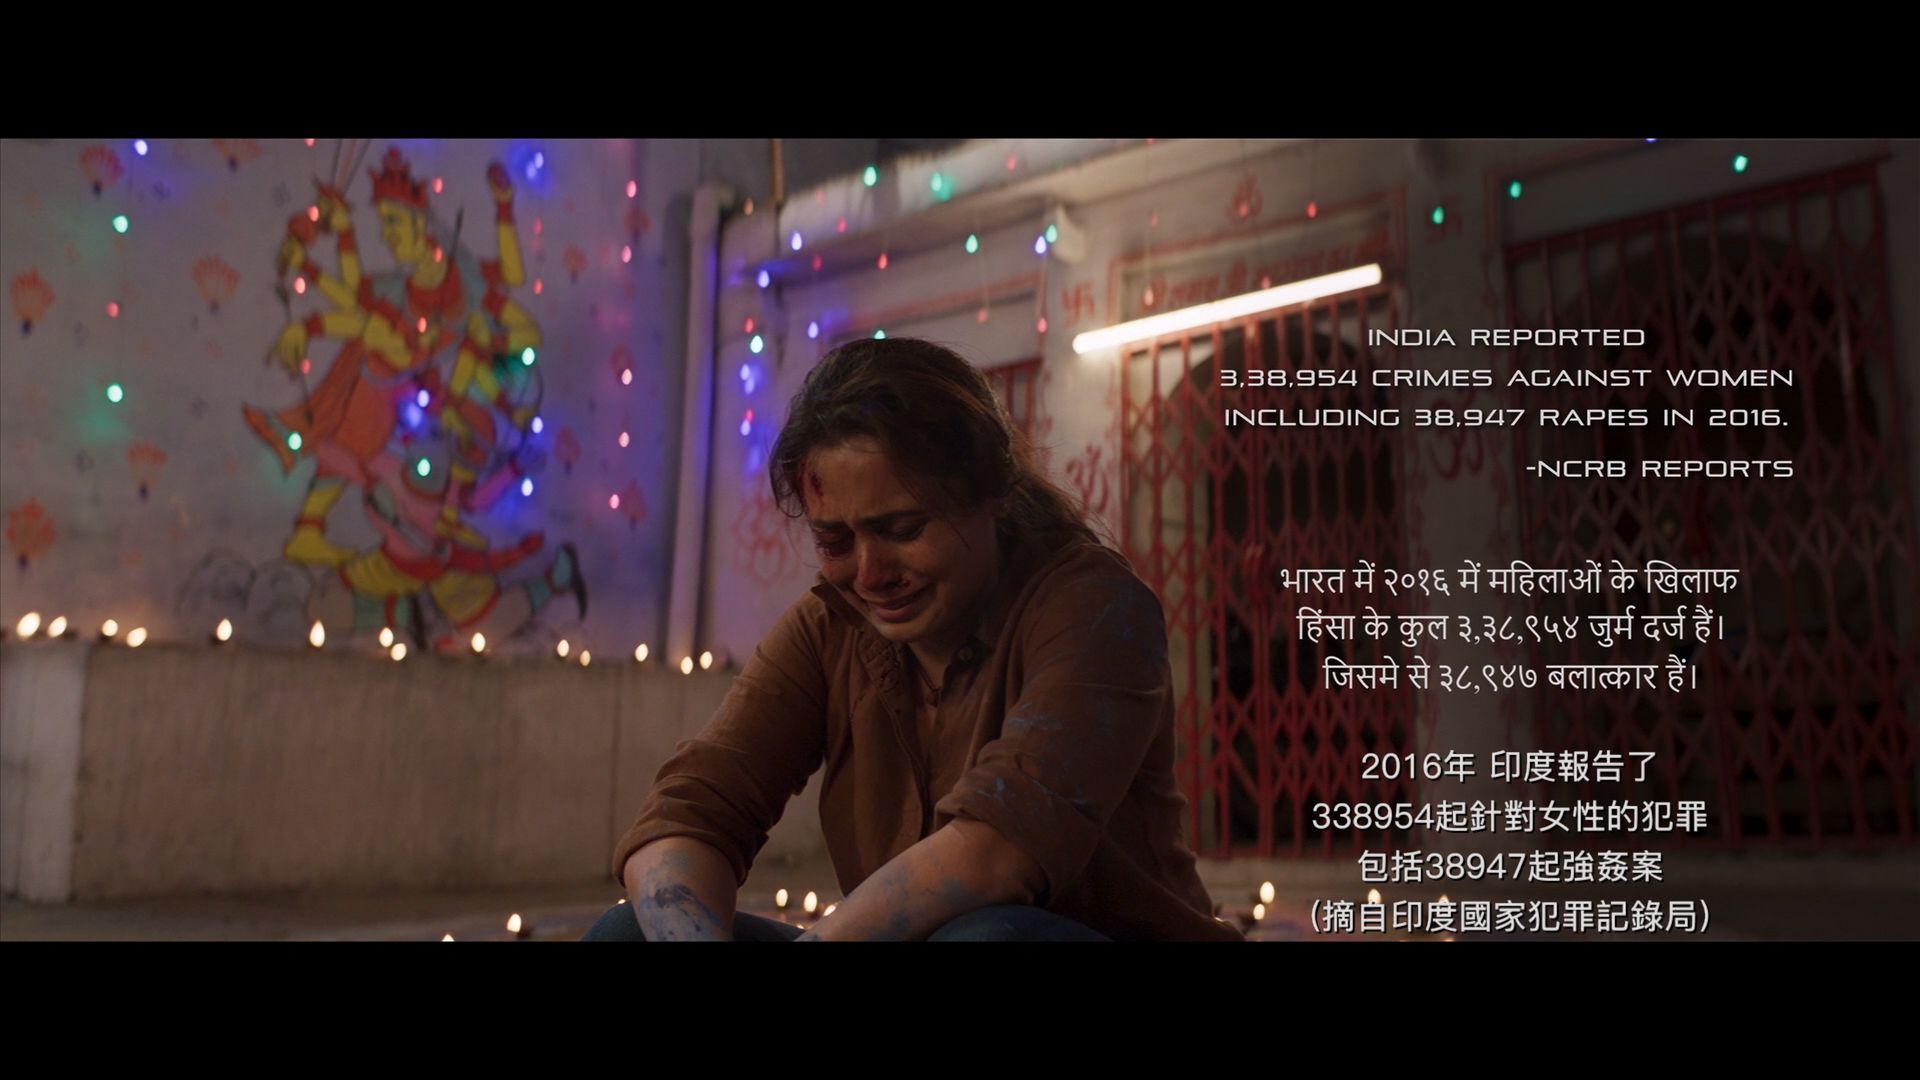 INDIA REPORTED
3,38,954 CRIMES AGAINST WOMEN
INCLUDING 38,947 RAPES IN 2016.
-NCRB REPORTS
भारत में २०१६ में महिलाओं के खिलाफ
हिंसा के कुल ३,३८,९५४ जुर्म दर्ज हैं।
जिसमे से ३८,९४७ बलात्कार हैं।
2016年 印度報告了
338954起針對女性的犯罪
包括38947起強姦案
(摘自印度國家犯罪記錄局)